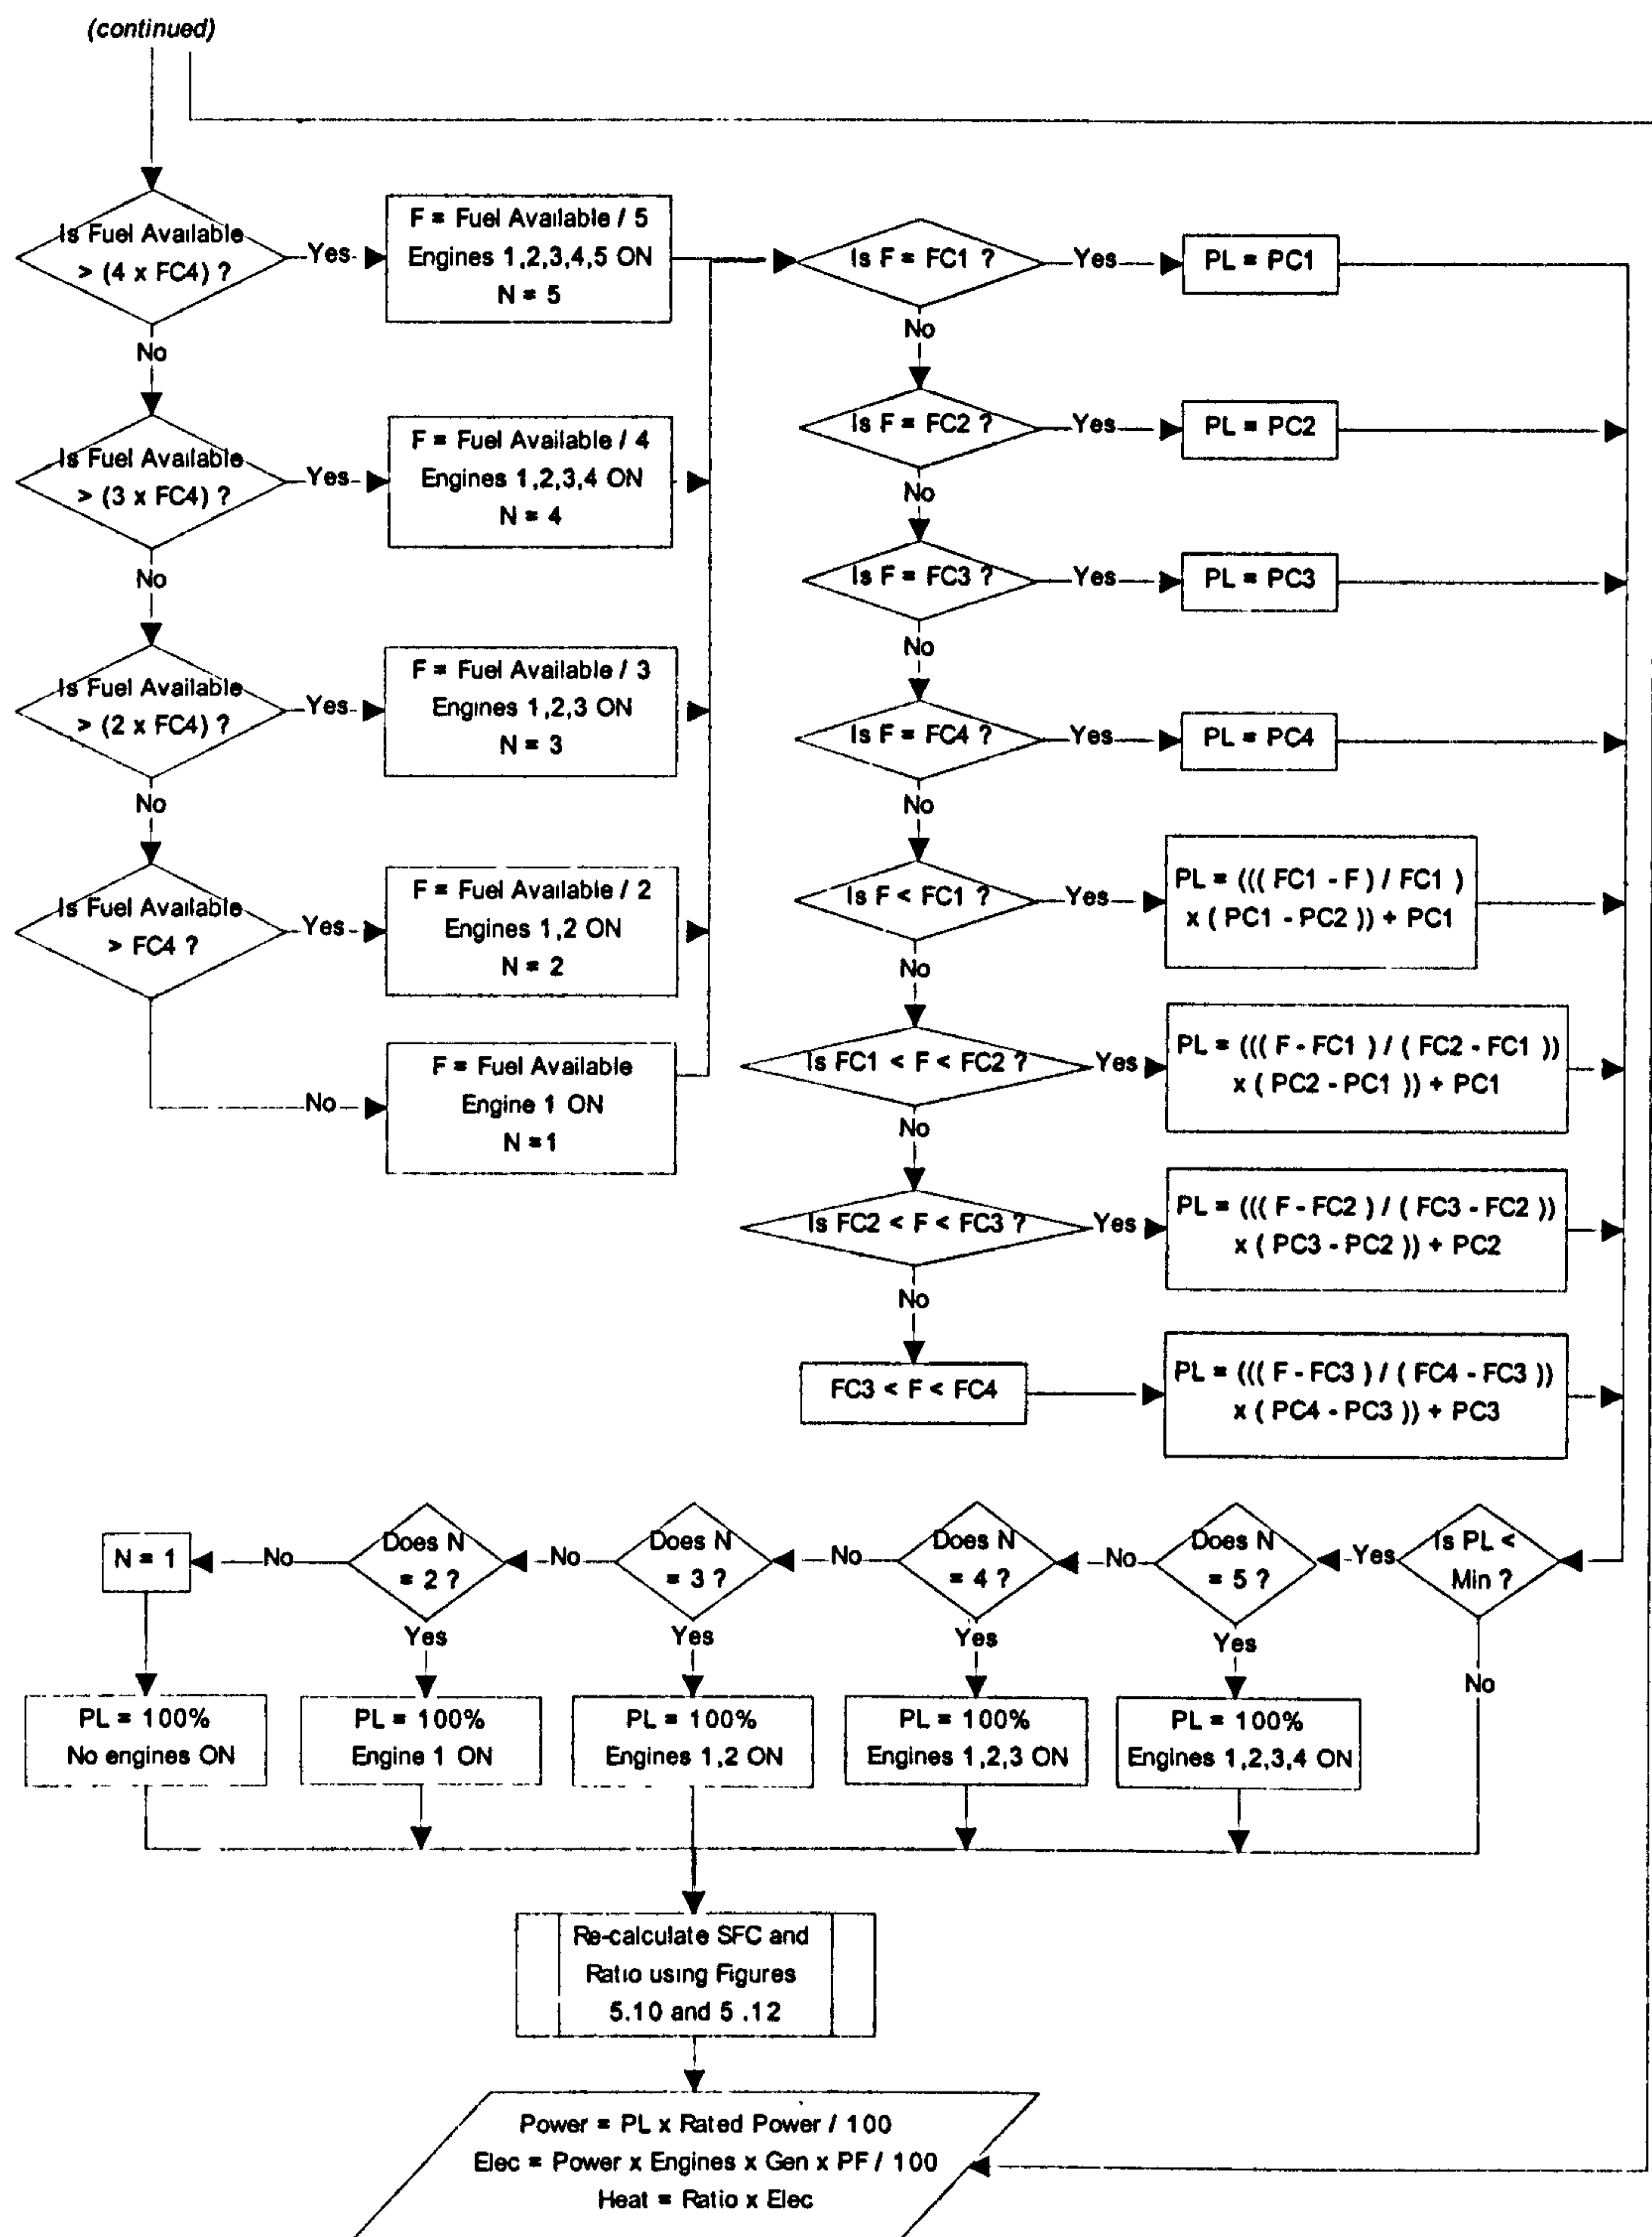 (continued)
Is Fuel Available
> (4 x FC4) ?
Yes
F = Fuel Available / 5
Engines 1,2,3,4,5 ON
N = 5
No
Is Fuel Available
> (3 x FC4) ?
Yes
F = Fuel Available / 4
Engines 1,2,3,4 ON
N = 4
No
Is Fuel Available
> (2 x FC4) ?
Yes
F = Fuel Available / 3
Engines 1,2,3 ON
N = 3
No
Is Fuel Available
> FC4 ?
Yes
F = Fuel Available / 2
Engines 1,2 ON
N = 2
No
F = Fuel Available
Engine 1 ON
N = 1
Is F = FC1 ?
Yes
PL = PC1
No
Is F = FC2 ?
Yes
PL = PC2
No
Is F = FC3 ?
Yes
PL = PC3
No
Is F = FC4 ?
Yes
PL = PC4
No
Is F < FC1 ?
Yes
PL = ((( FC1 - F ) / FC1 )
x ( PC1 - PC2 )) + PC1
No
Is FC1 < F < FC2 ?
Yes
PL = ((( F - FC1 ) / ( FC2 - FC1 ))
x ( PC2 - PC1 )) + PC1
No
Is FC2 < F < FC3 ?
Yes
PL = ((( F - FC2 ) / ( FC3 - FC2 ))
x ( PC3 - PC2 )) + PC2
No
FC3 < F < FC4
PL = ((( F - FC3 ) / ( FC4 - FC3 ))
x ( PC4 - PC3 )) + PC3
Is PL <
Min ?
Yes
No
Does N
= 5 ?
No
Yes
PL = 100%
Engines 1,2,3,4 ON
Does N
= 4 ?
No
Yes
PL = 100%
Engines 1,2,3 ON
Does N
= 3 ?
No
Yes
PL = 100%
Engines 1,2 ON
Does N
= 2 ?
No
Yes
PL = 100%
Engine 1 ON
N = 1
PL = 100%
No engines ON
Re-calculate SFC and
Ratio using Figures
5.10 and 5 .12
Power = PL x Rated Power / 100
Elec = Power x Engines x Gen x PF / 100
Heat = Ratio x Elec